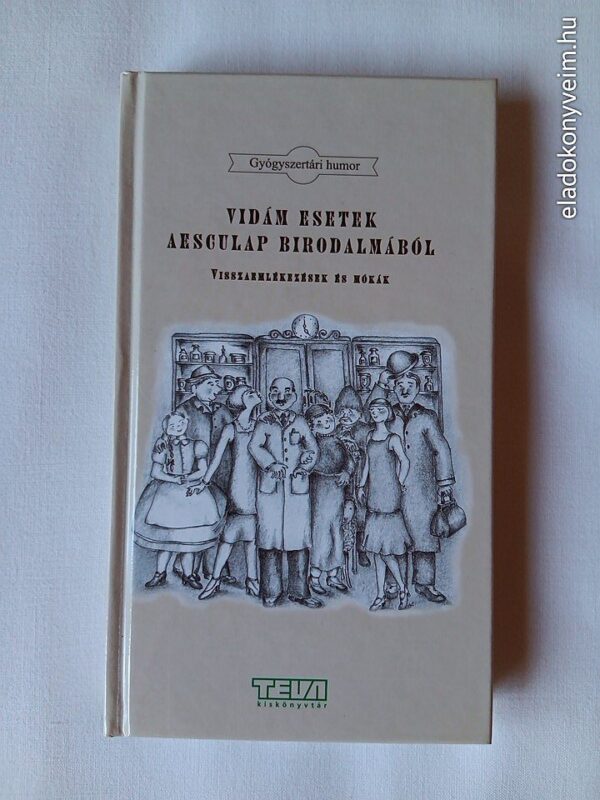 Gyógyszertári humor
VIDÁM ESETEK
AESCULAP BIRODALMÁBÓL
VISSZAEMLÉKEZÉSEK ÉS MÓKÁK
TEVA
kiskönyvtár
eladokonyveim.hu